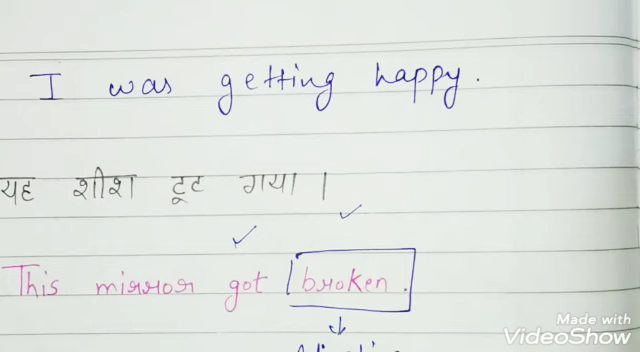 I was getting happy.
यह शीश टूट गया |
This mirror got broken.
Made with
VideoShow